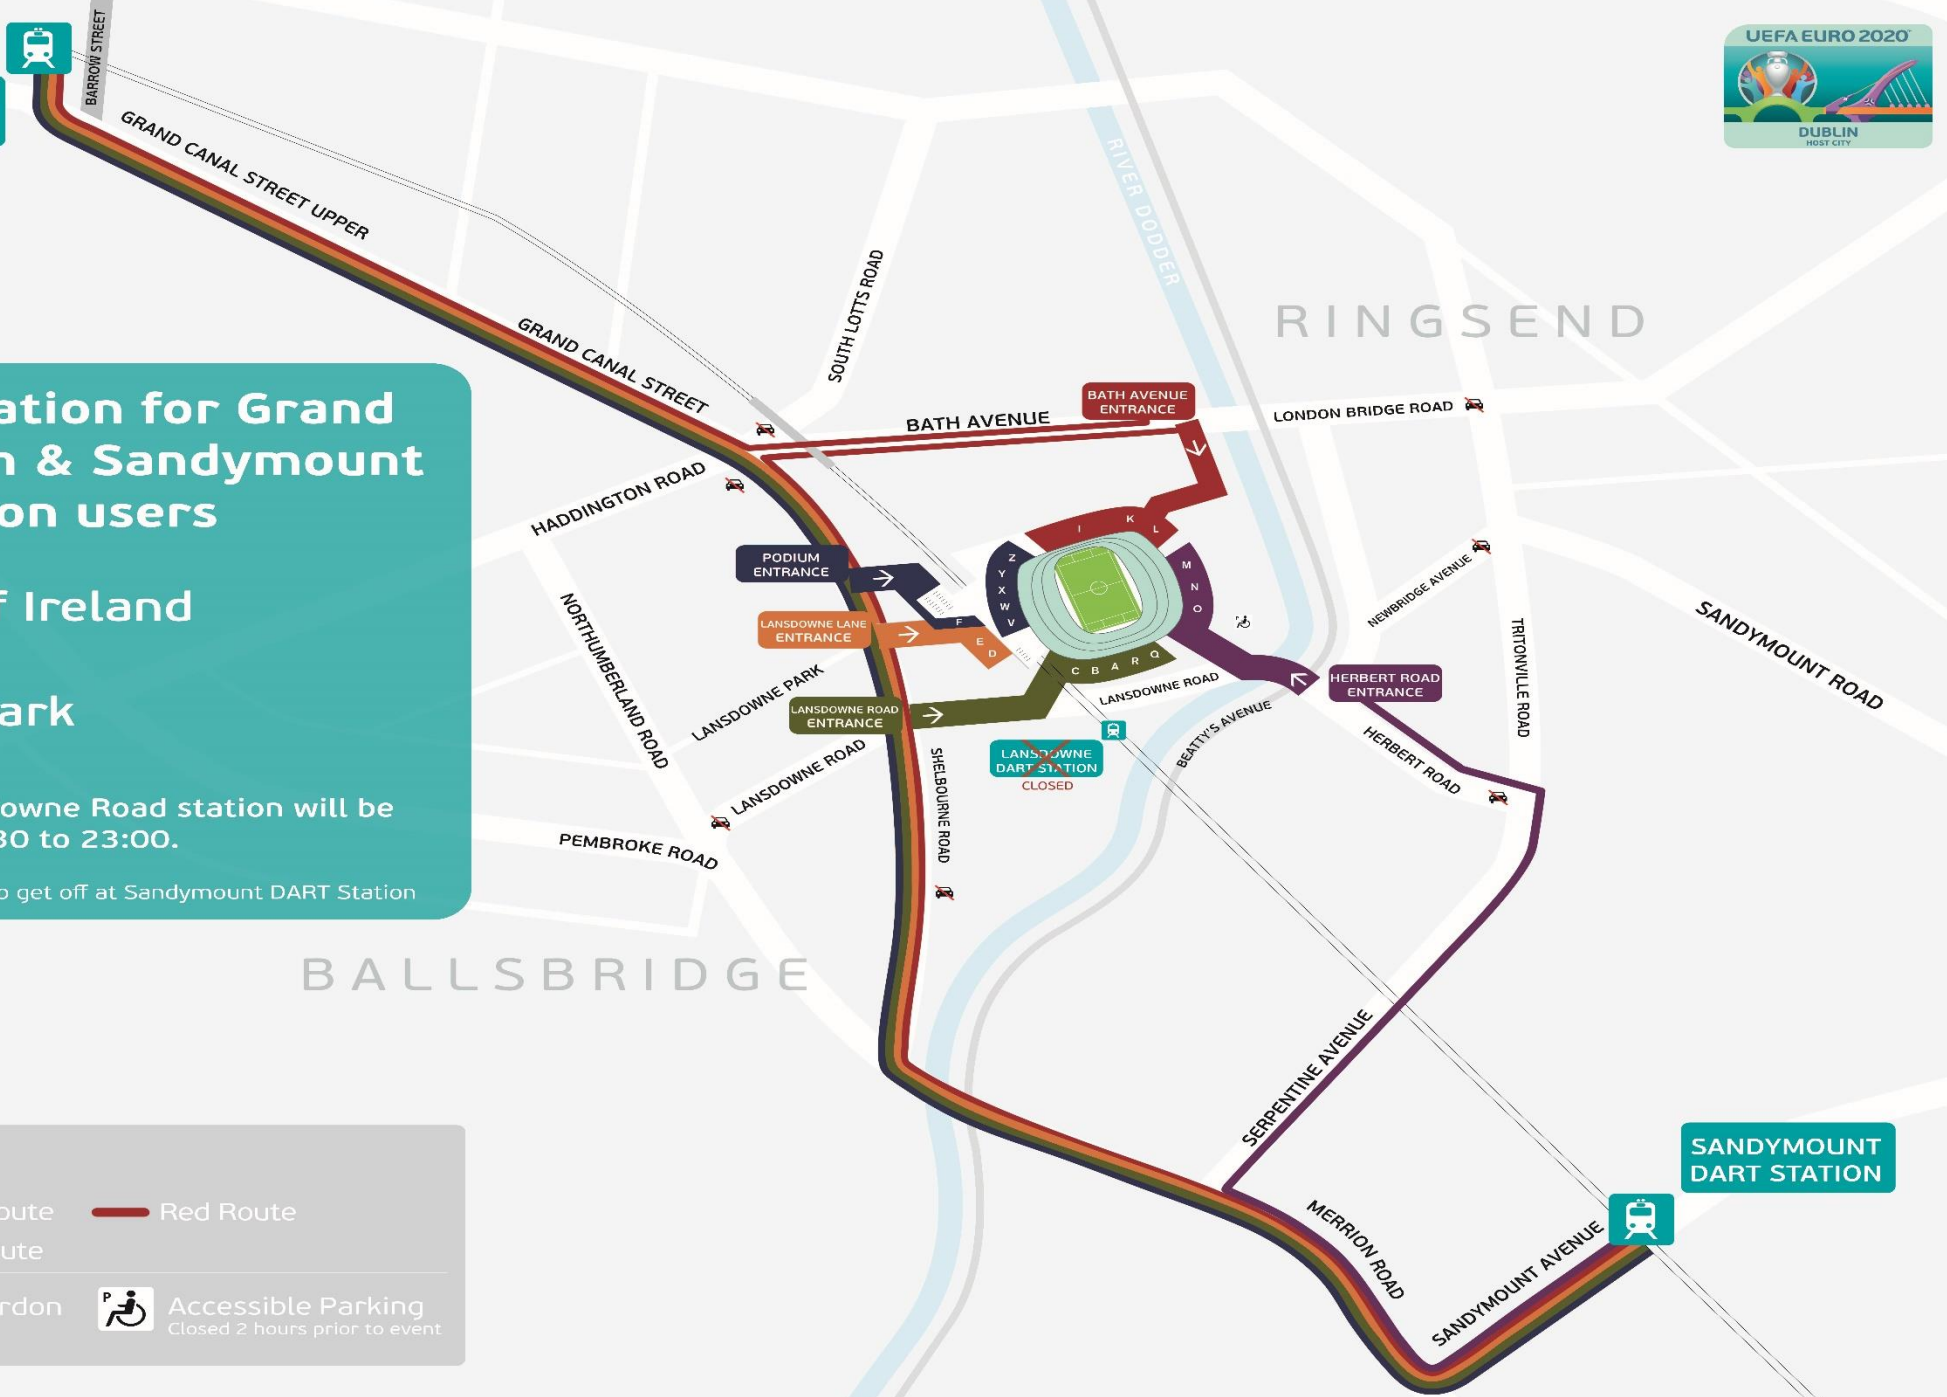 BARROW STREET
UEFA EURO 2020
DUBLIN
HOST CITY
GRAND CANAL STREET UPPER
RIVER DODDER
SOUTH LOTTS ROAD
RINGSEND
GRAND CANAL STREET
BATH AVENUE
BATH AVENUE
ENTRANCE
LONDON BRIDGE ROAD
HADDINGTON ROAD
ation for Grand
n & Sandymount
on users
f Ireland
ark
owne Road station will be
30 to 23:00.
o get off at Sandymount DART Station
PODIUM
ENTRANCE
LANSDOWNE LANE
ENTRANCE
LANSDOWNE ROAD
ENTRANCE
I
K
L
Z
Y
X
W
V
M
N
O
F
E
D
C
B
A
R
Q
NEWBRIDGE AVENUE
TRITONVILLE ROAD
SANDYMOUNT ROAD
NORTHUMBERLAND ROAD
LANSDOWNE PARK
LANSDOWNE ROAD
LANSDOWNE ROAD
HERBERT ROAD
ENTRANCE
HERBERT ROAD
BEATTY'S AVENUE
LANSDOWNE
DART STATION
CLOSED
SHELBOURNE ROAD
PEMBROKE ROAD
BALLSBRIDGE
SERPENTINE AVENUE
SANDYMOUNT
DART STATION
MERRION ROAD
SANDYMOUNT AVENUE
oute
Red Route
ute
rdon
P
Accessible Parking
Closed 2 hours prior to event